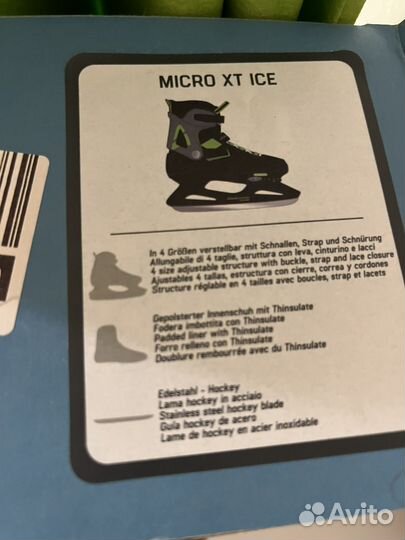 MICRO XT ICE
In 4 Größen verstellbar mit Schnallen, Strap und Schnürung
Allungabile di 4 taglie, struttura con leva, cinturino e lacci
4 size adjustable structure with buckle, strap and lace closure
Ajustables 4 tallas, estructura con cierre, correa y cordones
Structure réglable en 4 tailles avec boucles, strap et lacets
Gepolsterter Innenschuh mit Thinsulate
Fodera imbottita con Thinsulate
Padded liner with Thinsulate
Forro relleno con Tinsulate
Doublure rembourrée avec du Thinsulate
Edelstahl - Hockey
Lama hockey in acciaio
Stainless steel hockey blade
Guía hockey de acero
Lame de hockey en acier inoxidable
Avito